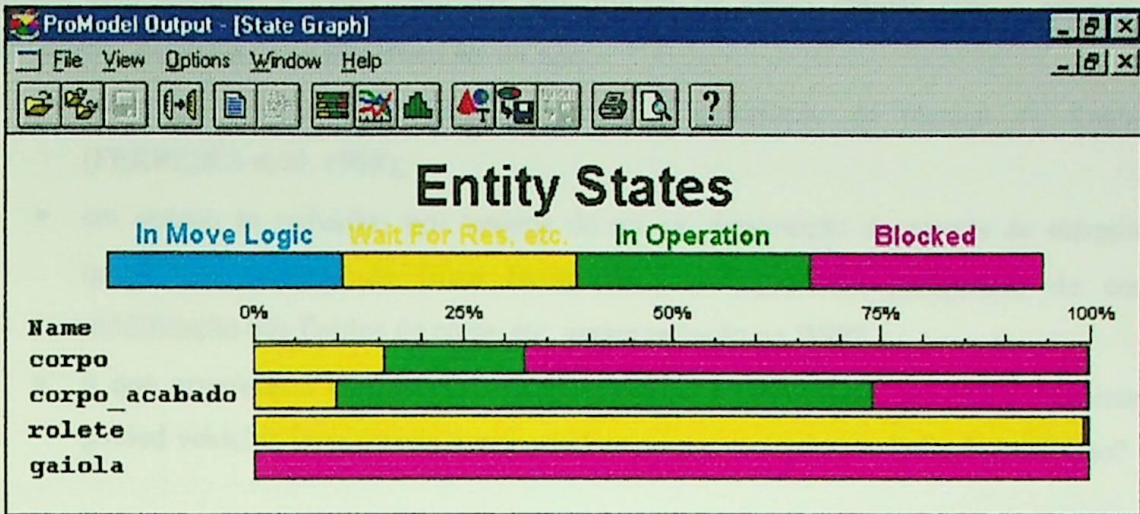 ProModel Output - [State Graph]
File View Options Window Help
Entity States
In Move Logic Wait For Res, etc. In Operation Blocked
0% 25% 50% 75% 100%
Name
corpo
corpo_acabado
rolete
gaiola